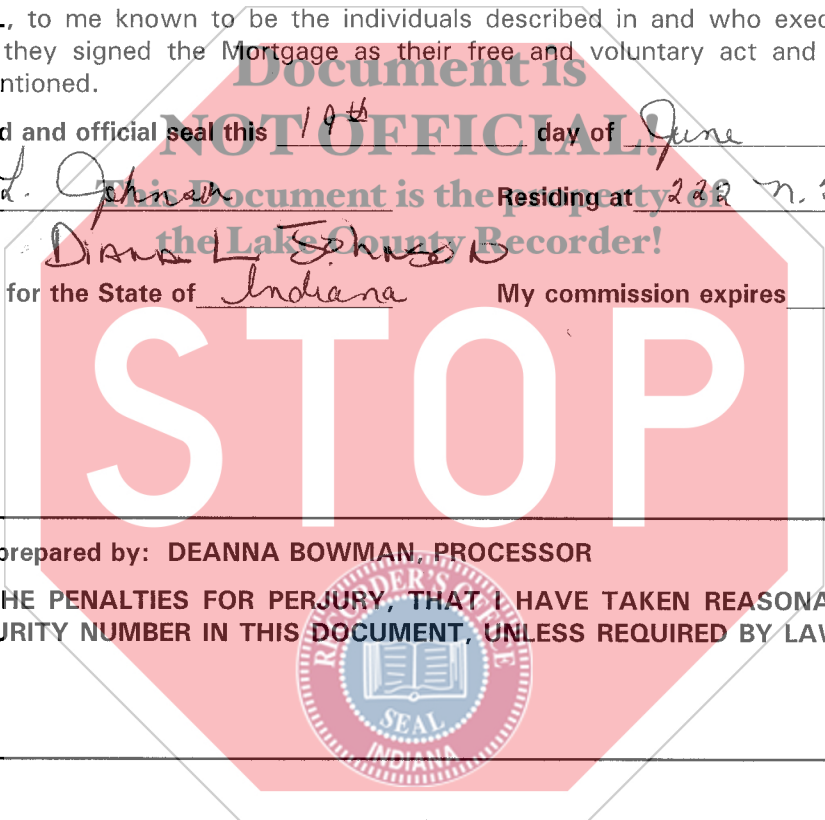 ., to me known to be the individuals described in and who exec
they signed the Mortgage as their free and voluntary act and
ntioned.
Document is
NOT OFFICIAL!
This Document is the property of
the Lake County Recorder!
d and official seal this 19th day of June
L. Johnson Residing at 222 N.
DIANA L JOHNSON
for the State of Indiana My commission expires
STOP
prepared by: DEANNA BOWMAN, PROCESSOR
HE PENALTIES FOR PERJURY, THAT I HAVE TAKEN REASONA
URITY NUMBER IN THIS DOCUMENT, UNLESS REQUIRED BY LAW
RECORDER'S OFFICE
SEAL
INDIANA